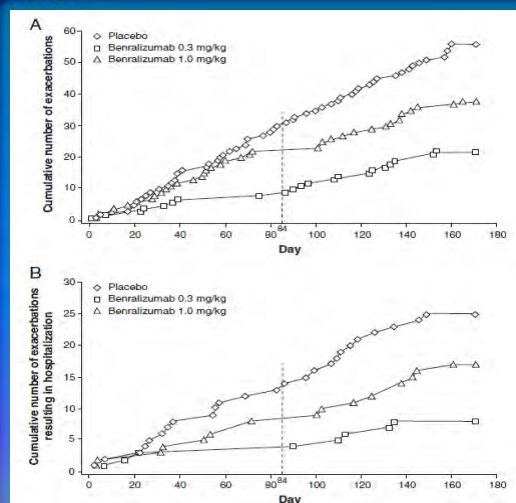 A
Placebo
Benralizumab 0.3 mg/kg
Benralizumab 1.0 mg/kg
Cumulative number of exacerbations
60
50
40
30
20
10
0
0 20 40 60 80 84 100 120 140 160 180
Day
B
Placebo
Benralizumab 0.3 mg/kg
Benralizumab 1.0 mg/kg
Cumulative number of exacerbations
resulting in hospitalization
30
25
20
15
10
5
0
0 20 40 60 80 84 100 120 140 160 180
Day